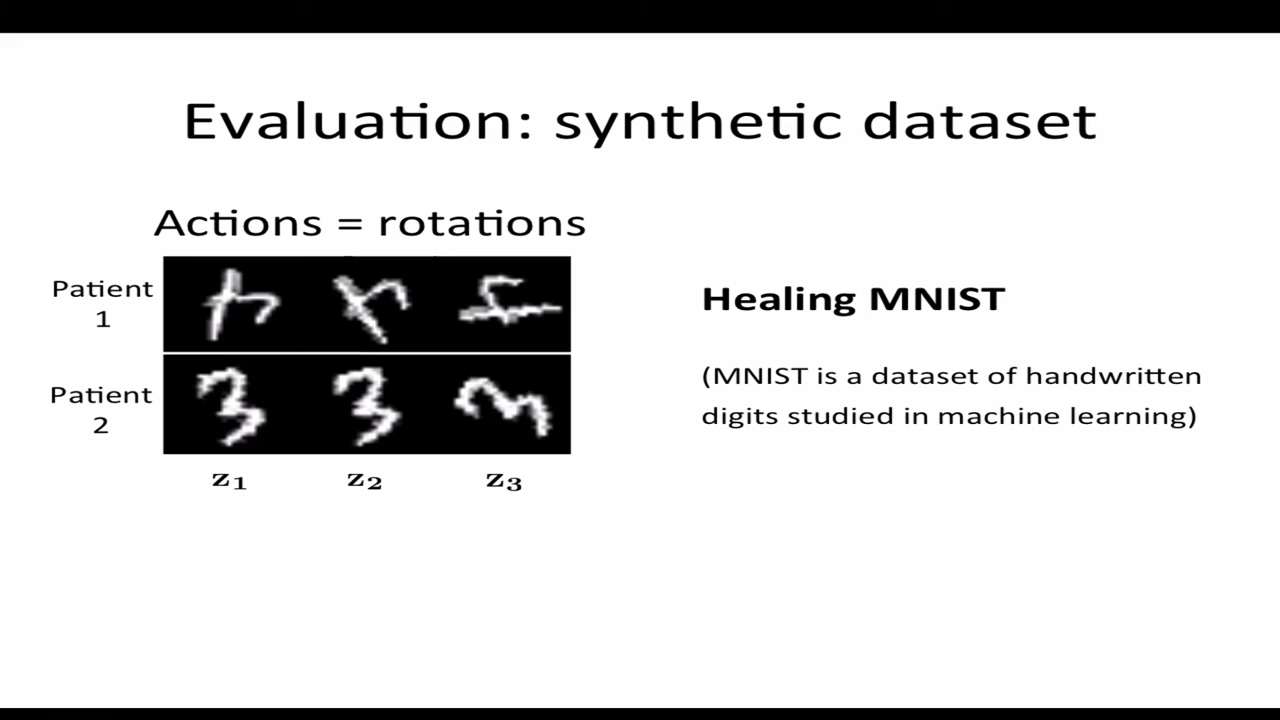 Evaluation: synthetic dataset
Actions = rotations
Patient
1
Patient
2
z1 z2 z3
Healing MNIST
(MNIST is a dataset of handwritten
digits studied in machine learning)